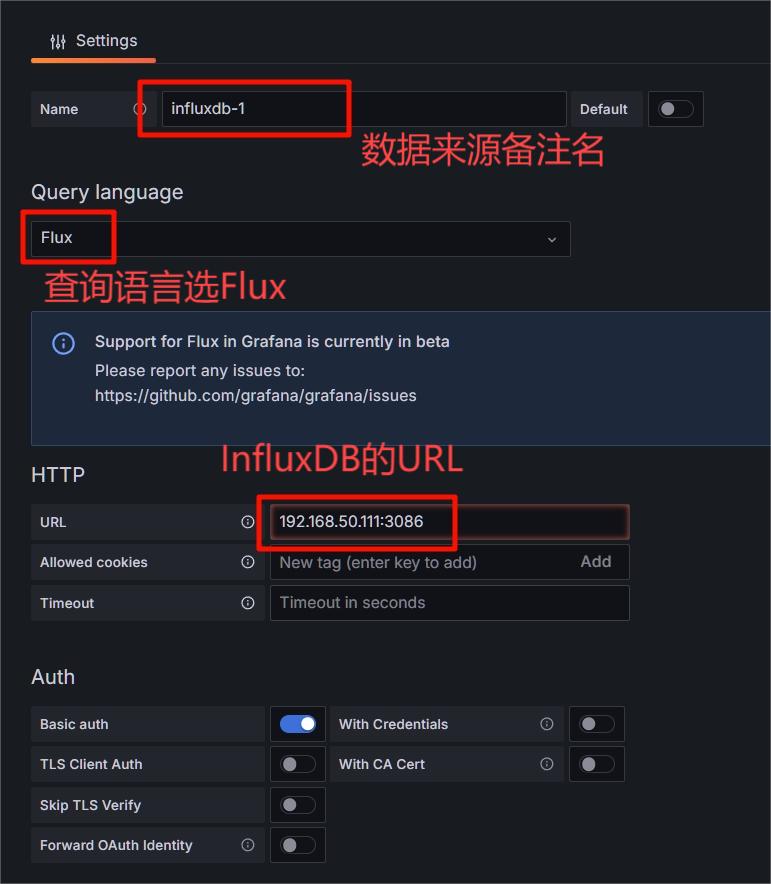 Settings
Name influxdb-1 Default
数据来源备注名
Query language
Flux
查询语言选Flux
Support for Flux in Grafana is currently in beta
Please report any issues to:
https://github.com/grafana/grafana/issues
InfluxDB的URL
HTTP
URL 192.168.50.111:3086
Allowed cookies New tag (enter key to add) Add
Timeout Timeout in seconds
Auth
Basic auth With Credentials
TLS Client Auth With CA Cert
Skip TLS Verify
Forward OAuth Identity